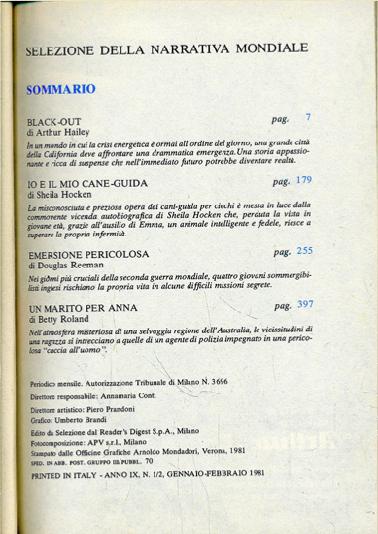 SELEZIONE DELLA NARRATIVA MONDIALE
SOMMARIO
BLACK-OUT pag. 7
di Arthur Hailey
In un mondo in cui la crisi energetica è ormai all'ordine del giorno, una grande città
della California deve affrontare una drammatica emergenza. Una storia appassio-
nante e ricca di suspense che nell'immediato futuro potrebbe diventare realtà.
IO E IL MIO CANE-GUIDA pag. 179
di Sheila Hocken
La misconosciuta e preziosa opera dei cani-guida per ciechi è messa in luce dalla
commovente vicenda autobiografica di Sheila Hocken che, perduta la vista in
giovane età, grazie all'ausilio di Emma, un animale intelligente e fedele, riesce a
superare la propria infermità.
EMERSIONE PERICOLOSA pag. 255
di Douglas Reeman
Nei giorni più cruciali della seconda guerra mondiale, quattro giovani sommergibi-
listi inglesi rischiano la propria vita in alcune difficili missioni segrete.
UN MARITO PER ANNA pag. 397
di Betty Roland
Nell'atmosfera misteriosa di una selvaggia regione dell'Australia, le vicissitudini di
una ragazza si intrecciano a quelle di un agente di polizia impegnato in una perico-
losa "caccia all'uomo".
Periodico mensile. Autorizzazione Tribunale di Milano N. 3666
Direttore responsabile: Annamaria Conti
Direttore artistico: Piero Prandoni
Grafico: Umberto Brandi
Edito da Selezione dal Reader's Digest S.p.A., Milano
Fotocomposizione: APV s.r.l., Milano
Stampato dalle Officine Grafiche Arnoldo Mondadori, Verona, 1981
SPED. IN ABB. POST. GRUPPO III/PUBBL. 70
PRINTED IN ITALY - ANNO IX, N. 1/2, GENNAIO-FEBBRAIO 1981